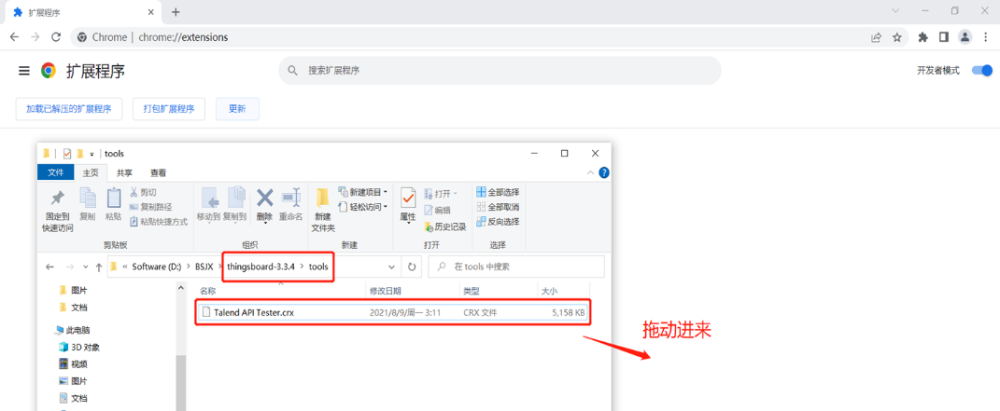 扩展程序
Chrome | chrome://extensions
扩展程序
搜索扩展程序
开发者模式
加载已解压的扩展程序 打包扩展程序 更新
tools
文件 主页 共享 查看
固定到快速访问 复制 粘贴 剪切 复制路径 粘贴快捷方式
移动到 复制到 删除 重命名
新建文件夹 新建项目 轻松访问
属性 打开 编辑 历史记录
全部选择 全部取消 反向选择
剪贴板 组织 新建 打开 选择
« Software (D:) › BSJX › thingsboard-3.3.4 › tools
在 tools 中搜索
图片
文档
此电脑
3D 对象
视频
图片
文档
名称 修改日期 类型 大小
Talend API Tester.crx 2021/8/9/周一 3:11 CRX 文件 5,158 KB
拖动进来